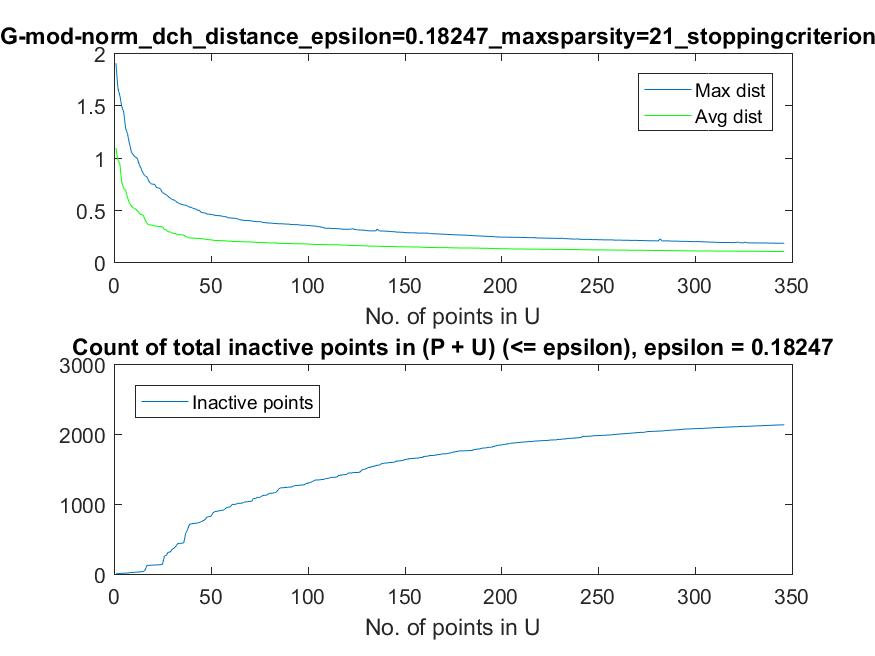 G-mod-norm_dch_distance_epsilon=0.18247_maxsparsity=21_stoppingcriterion
2
1.5
1
0.5
0
Max dist
Avg dist
0 50 100 150 200 250 300 350
No. of points in U
Count of total inactive points in (P + U) (<= epsilon), epsilon = 0.18247
3000
2000
1000
0
Inactive points
0 50 100 150 200 250 300 350
No. of points in U